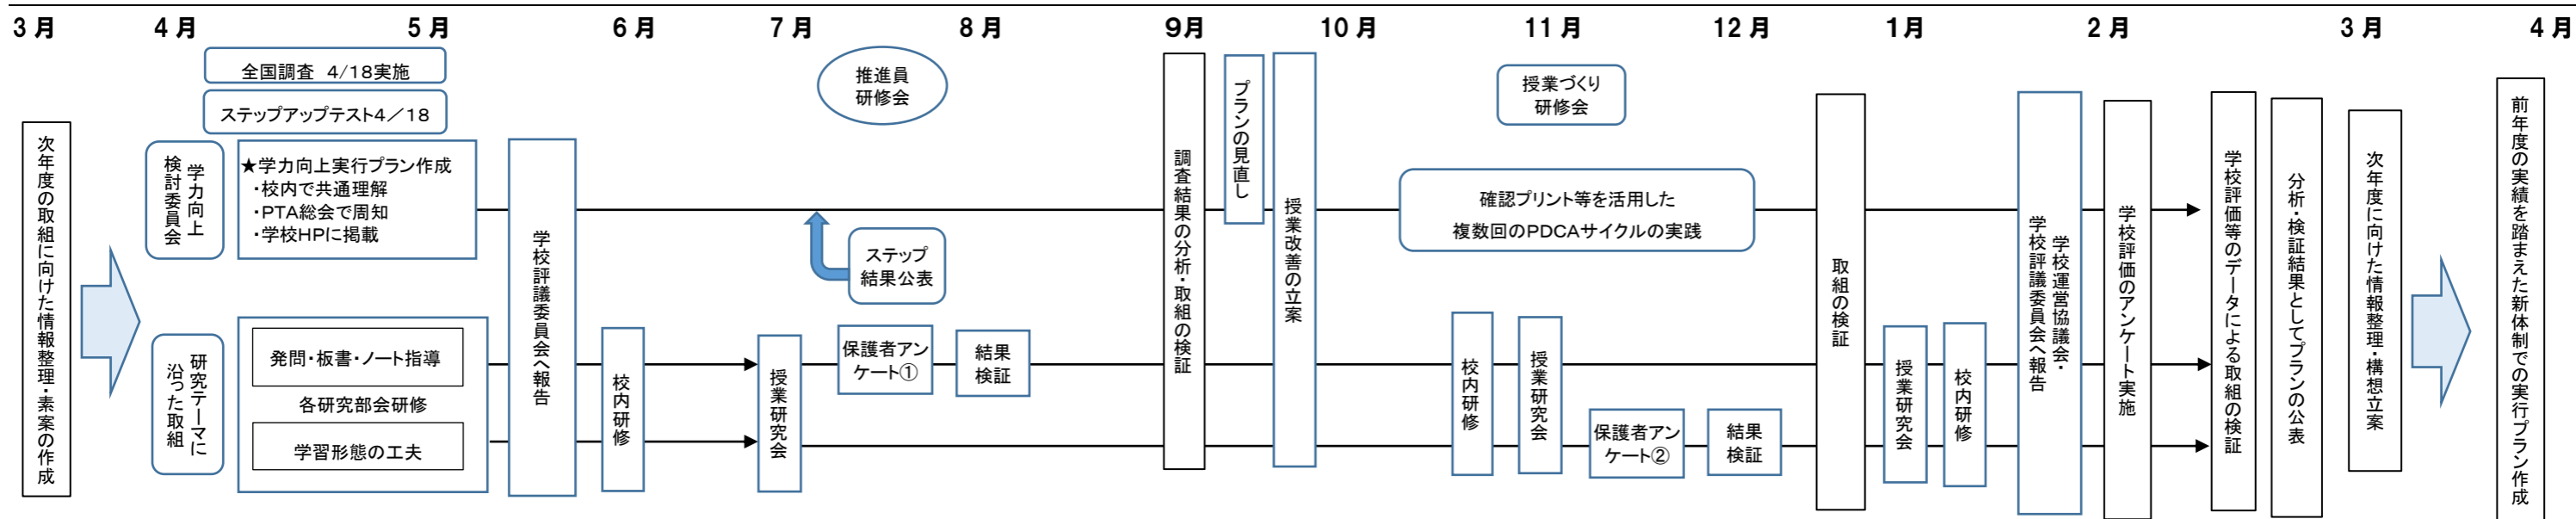 3月 4月 5月 6月 7月 8月 9月 10月 11月 12月 1月 2月 3月 4月
次年度の取組に向けた情報整理・素案の作成
全国調査 4/18実施
ステップアップテスト4／18
学力向上
検討委員会
★学力向上実行プラン作成
・校内で共通理解
・PTA総会で周知
・学校HPに掲載
研究テーマに
沿った取組
発問・板書・ノート指導
各研究部会研修
学習形態の工夫
学校評議委員会へ報告
校内研修
授業研究会
推進員
研修会
ステップ
結果公表
保護者アン
ケート①
結果
検証
調査結果の分析・取組の検証
プランの見直し
授業改善の立案
授業づくり
研修会
確認プリント等を活用した
複数回のPDCAサイクルの実践
校内研修
授業研究会
保護者アン
ケート②
結果
検証
取組の検証
授業研究会
校内研修
学校運営協議会・
学校評議委員会へ報告
学校評価のアンケート実施
学校評価等のデータによる取組の検証
分析・検証結果としてプランの公表
次年度に向けた情報整理・構想立案
前年度の実績を踏まえた新体制での実行プラン作成